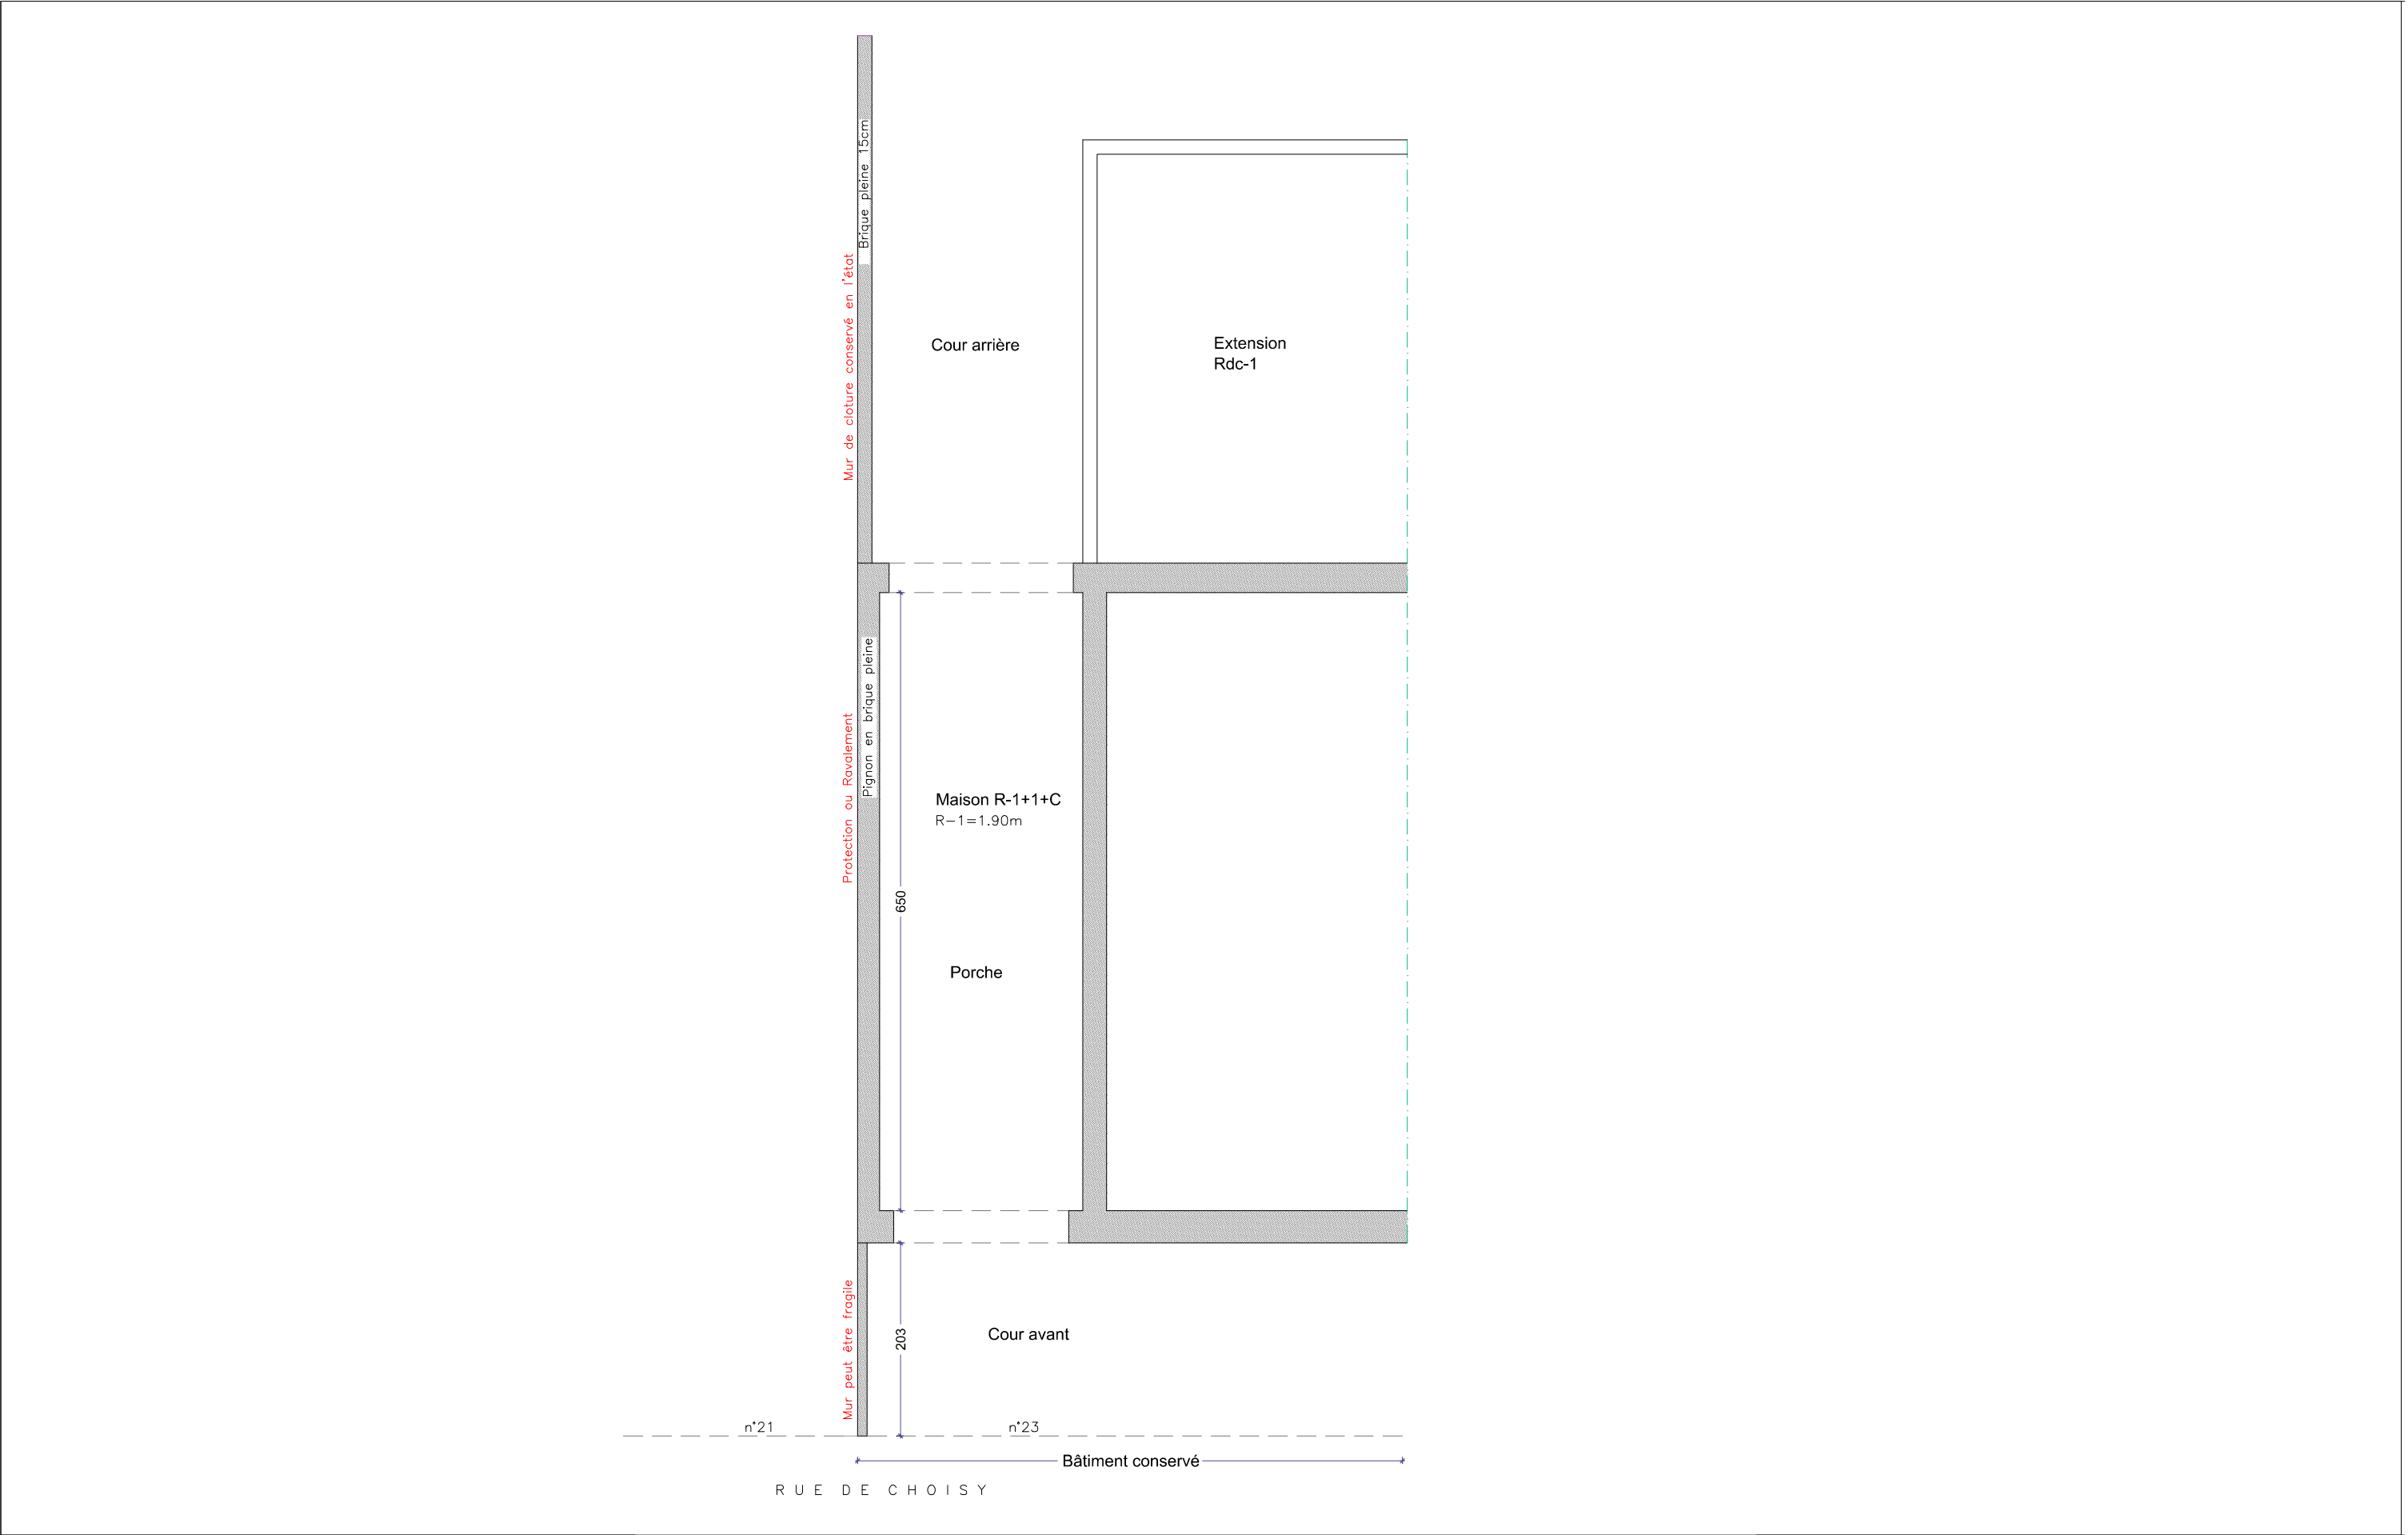 Brique pleine 15cm
Mur de cloture conservé en l'état
Cour arrière
Extension
Rdc-1
Pignon en brique pleine
Protection ou Ravalement
Maison R-1+1+C
R-1=1.90m
650
Porche
Mur peut être fragile
203
Cour avant
n°21
n°23
Bâtiment conservé
RUE DE CHOISY